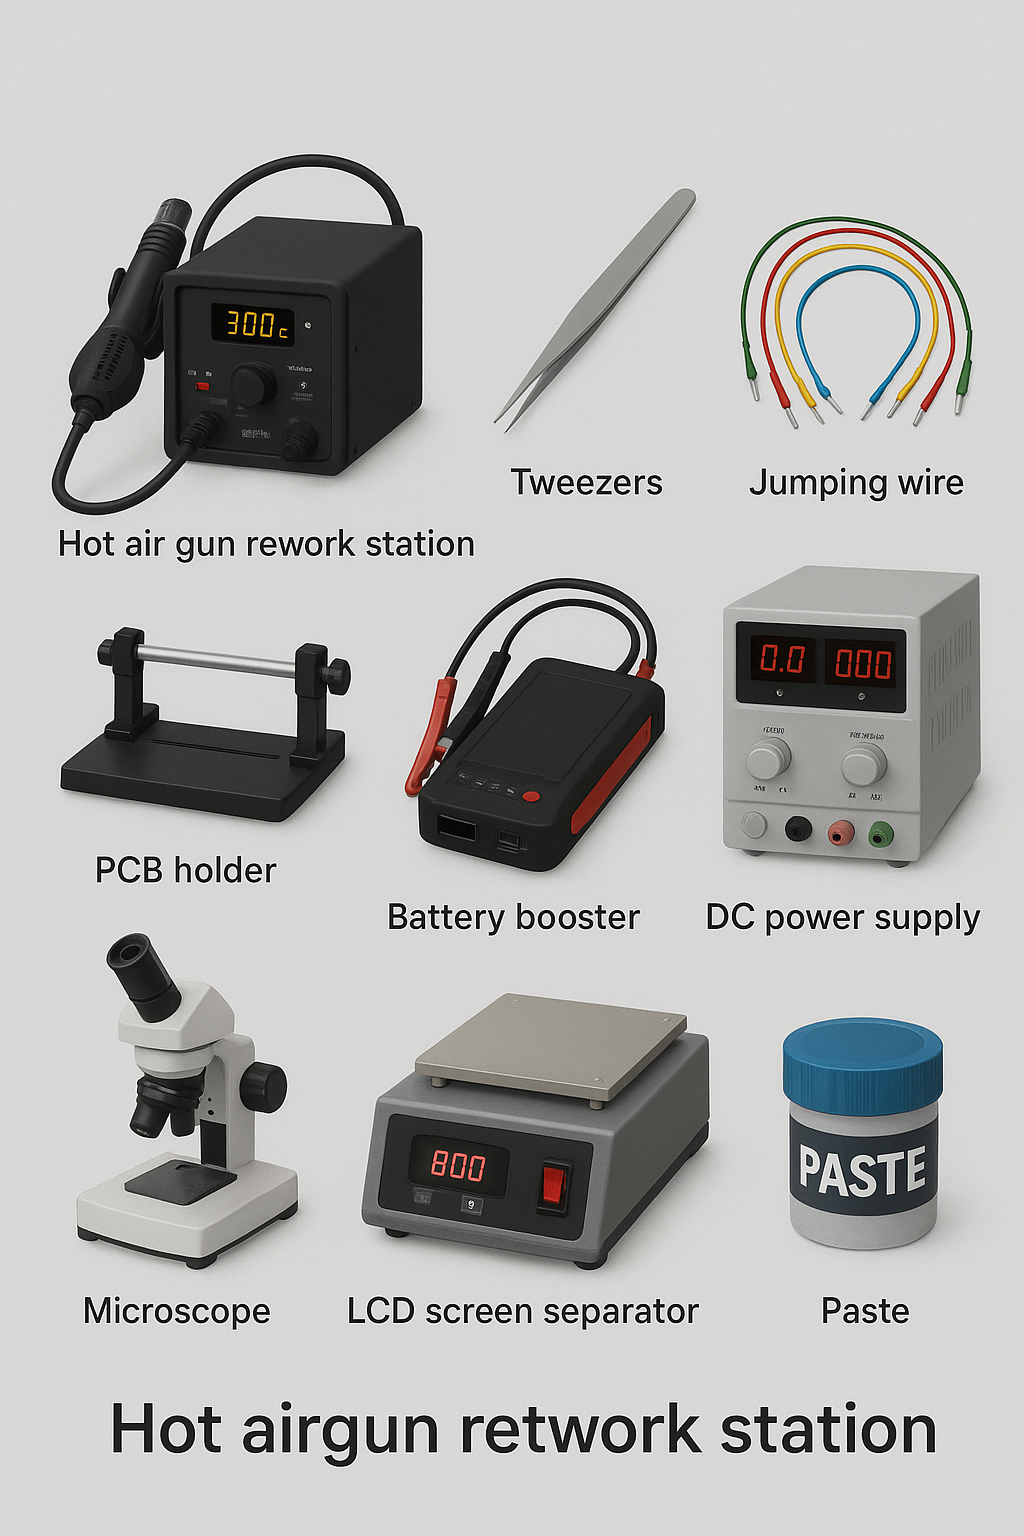 300c
Hot air gun rework station
Tweezers
Jumping wire
PCB holder
Battery booster
0.0 000
DC power supply
Microscope
800
LCD screen separator
PASTE
Paste
Hot airgun retwork station